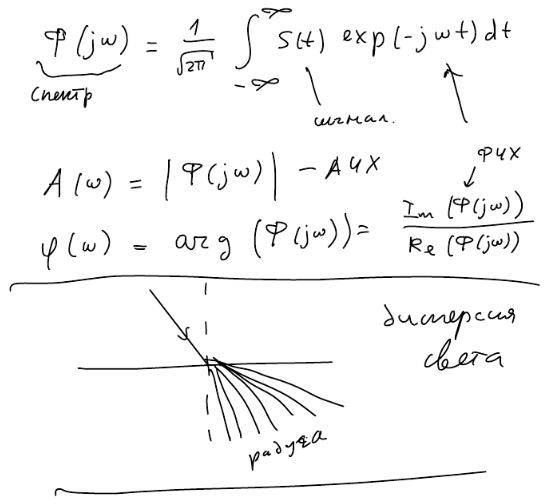 Φ(jω) = 1/√2π ∫_{-∞}^{∞} S(t) exp(-jωt) dt
спектр
сигнал.
A(ω) = |Φ(jω)| - АЧХ
ФЧХ
φ(ω) = arg (Φ(jω)) = Im (Φ(jω)) / Re (Φ(jω))
дисперсия
света
радуга